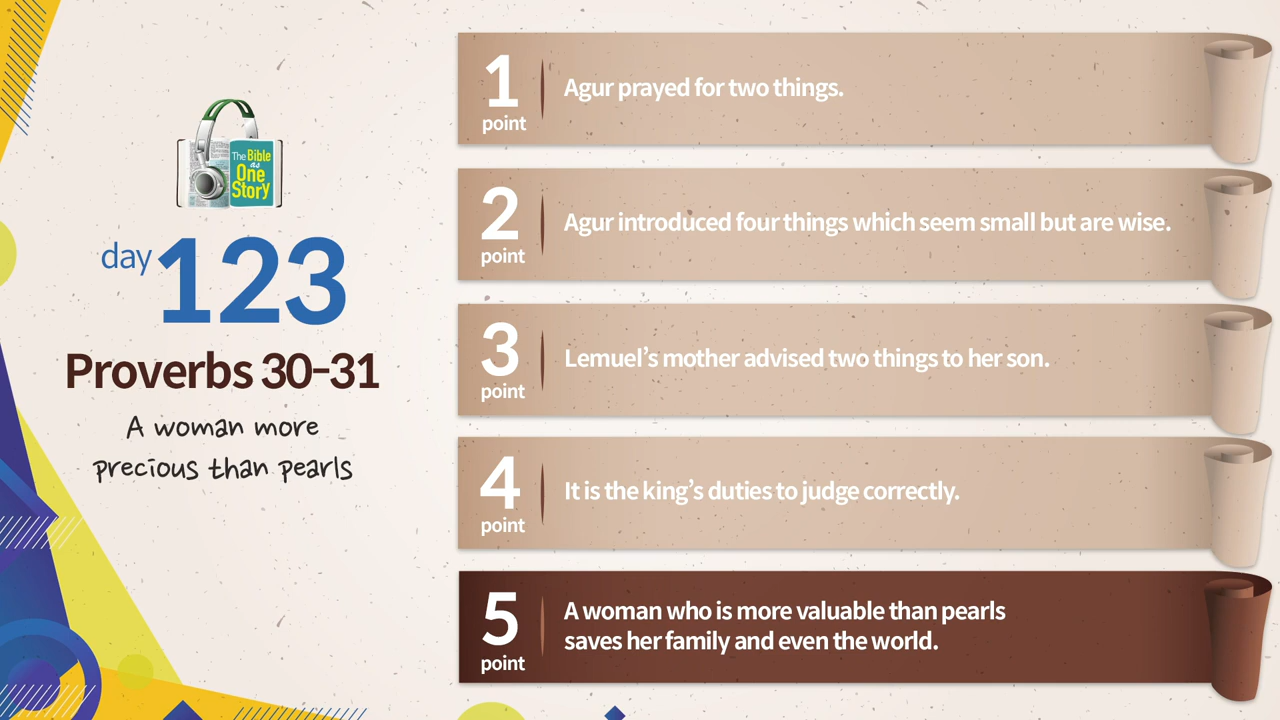 The Bible
as
One
Story
day 123
Proverbs 30-31
A woman more
precious than pearls
1
point
Agur prayed for two things.
2
point
Agur introduced four things which seem small but are wise.
3
point
Lemuel’s mother advised two things to her son.
4
point
It is the king’s duties to judge correctly.
5
point
A woman who is more valuable than pearls
saves her family and even the world.